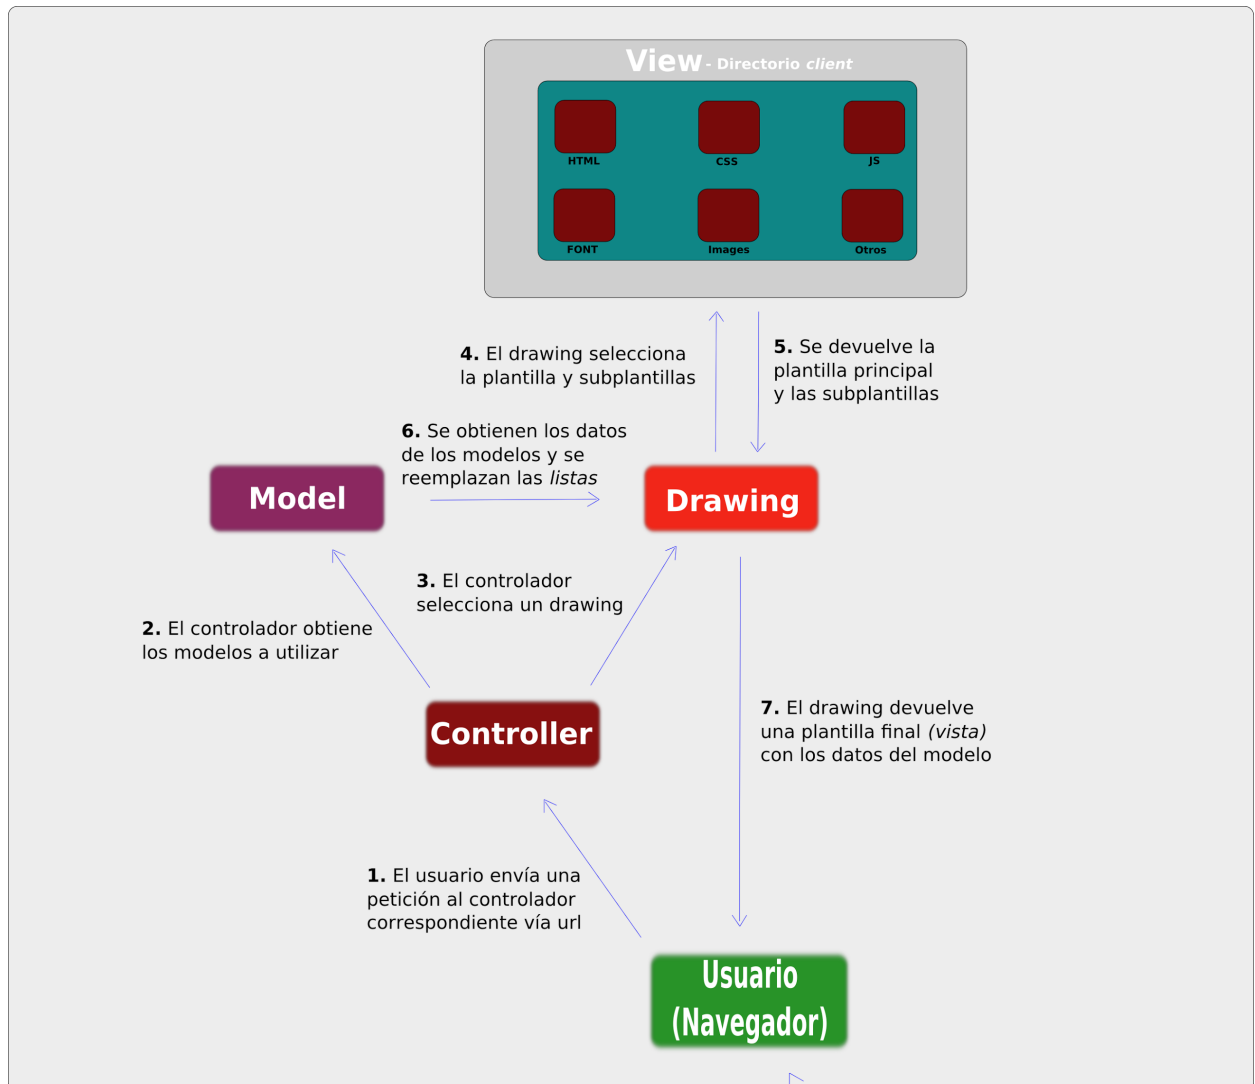 View - Directorio client
HTML
CSS
JS
FONT
Images
Otros
4. El drawing selecciona
la plantilla y subplantillas
5. Se devuelve la
plantilla principal
y las subplantillas
6. Se obtienen los datos
de los modelos y se
reemplazan las listas
Model
Drawing
3. El controlador
selecciona un drawing
2. El controlador obtiene
los modelos a utilizar
Controller
7. El drawing devuelve
una plantilla final (vista)
con los datos del modelo
1. El usuario envía una
petición al controlador
correspondiente vía url
Usuario
(Navegador)